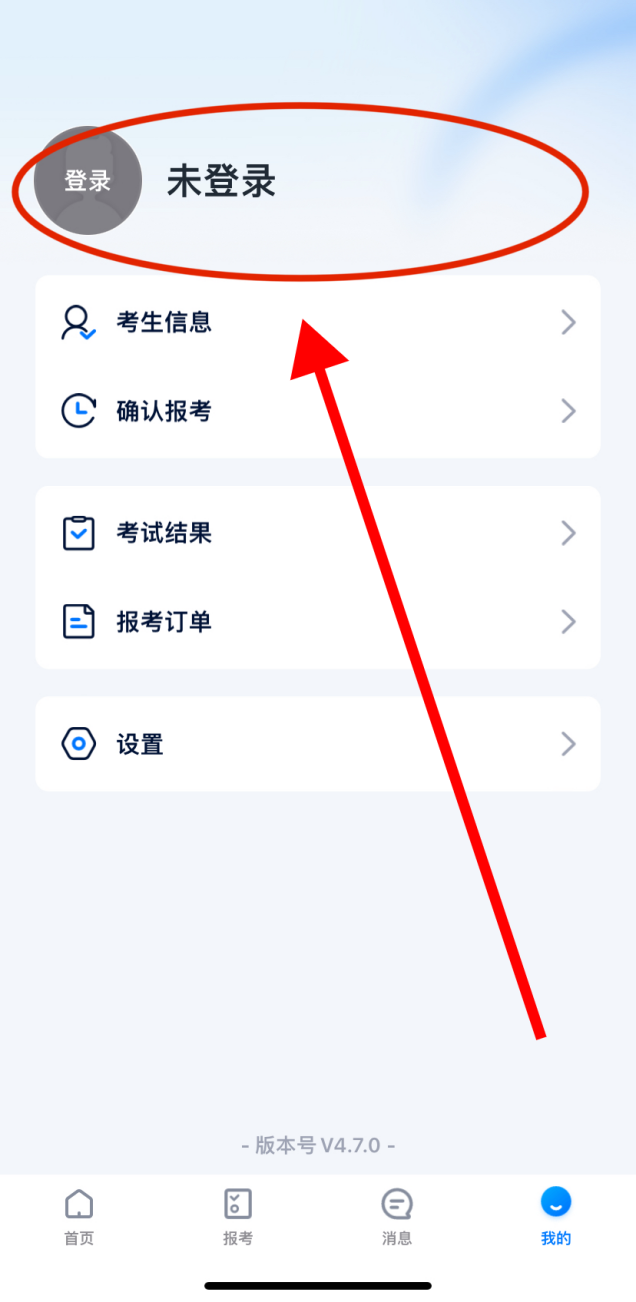 登录
未登录
考生信息
确认报考
考试结果
报考订单
设置
- 版本号 V4.7.0 -
首页
报考
消息
我的